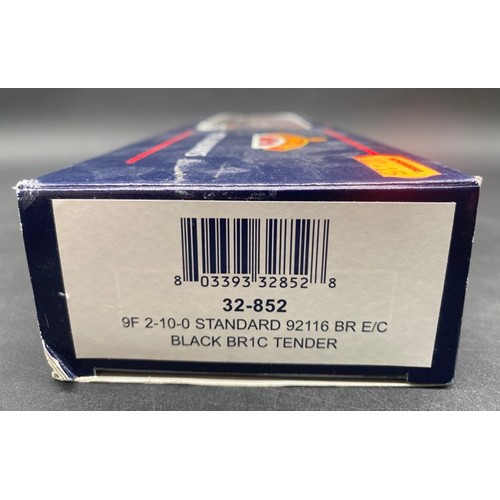 8 03393 32852 8
32-852
9F 2-10-0 STANDARD 92116 BR E/C
BLACK BR1C TENDER